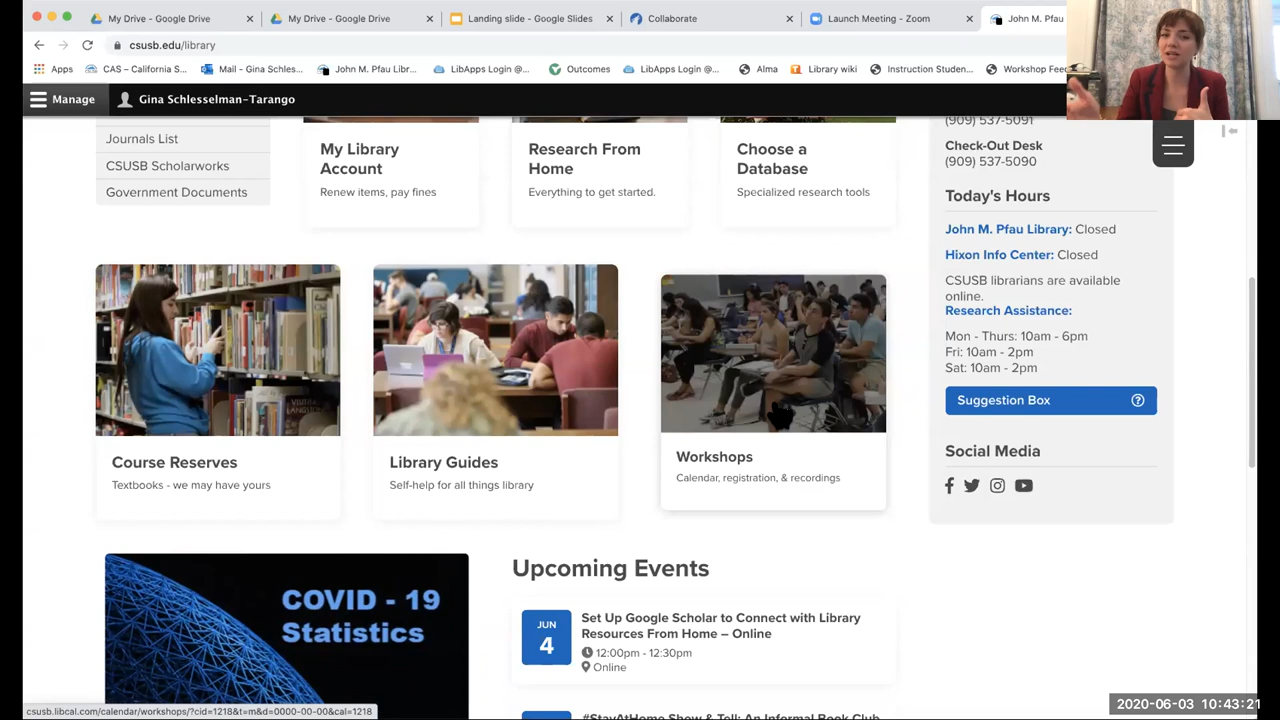 My Drive - Google Drive
My Drive - Google Drive
Landing slide - Google Slides
Collaborate
Launch Meeting - Zoom
John M. Pfau
csusb.edu/library
Apps
CAS – California S...
Mail - Gina Schles...
John M. Pfau Libr...
LibApps Login @...
Outcomes
LibApps Login @...
Alma
Library wiki
Instruction Studen...
Workshop Fee
Manage
Gina Schlesselman-Tarango
Journals List
CSUSB Scholarworks
Government Documents
My Library
Account
Renew items, pay fines
Research From
Home
Everything to get started.
Choose a
Database
Specialized research tools
(909) 537-5091
Check-Out Desk
(909) 537-5090
Today's Hours
John M. Pfau Library: Closed
Hixon Info Center: Closed
CSUSB librarians are available
online.
Research Assistance:
Mon - Thurs: 10am - 6pm
Fri: 10am - 2pm
Sat: 10am - 2pm
Suggestion Box
Social Media
Course Reserves
Textbooks - we may have yours
Library Guides
Self-help for all things library
Workshops
Calendar, registration, & recordings
COVID - 19
Statistics
Upcoming Events
JUN
4
Set Up Google Scholar to Connect with Library
Resources From Home – Online
12:00pm - 12:30pm
Online
#StayAtHome Show & Tell: An Informal Book Club
csusb.libcal.com/calendar/workshops/?cid=1218&t=m&d=0000-00-00&cal=1218
2020-06-03 10:43:21